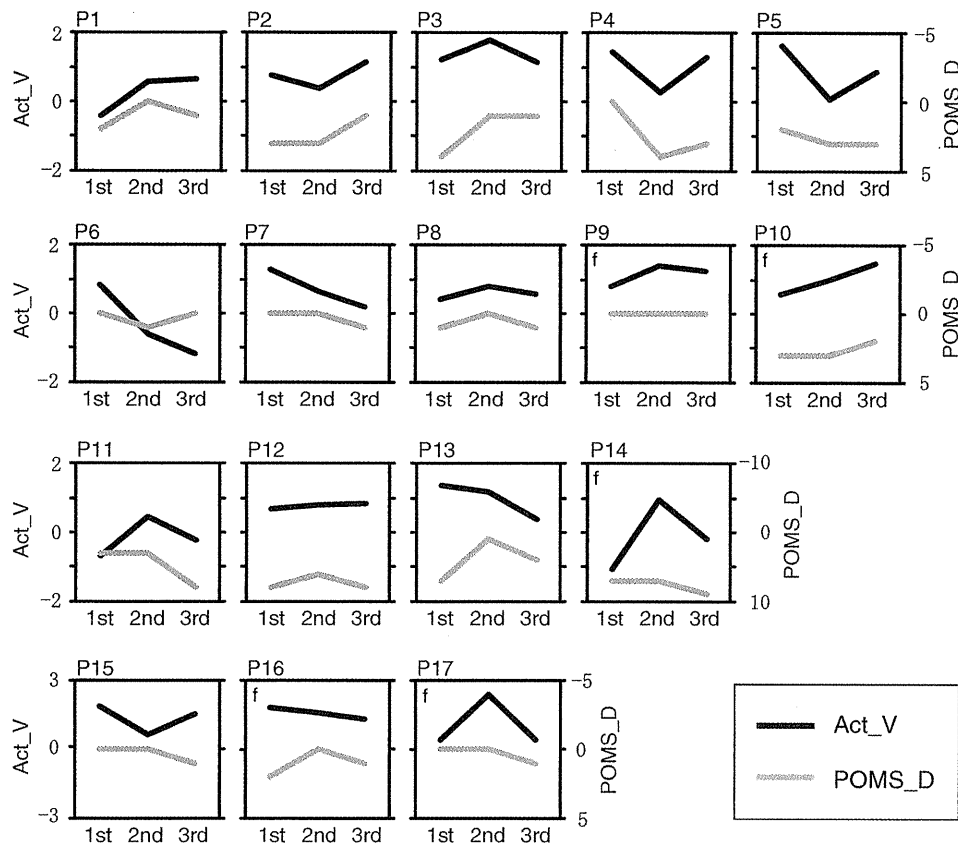 P1 P2 P3 P4 P5
2 -5
Act_V 0 0 POMS_D
-2 5
1st 2nd 3rd 1st 2nd 3rd 1st 2nd 3rd 1st 2nd 3rd 1st 2nd 3rd
P6 P7 P8 P9 P10
2 f f -5
Act_V 0 0 POMS_D
-2 5
1st 2nd 3rd 1st 2nd 3rd 1st 2nd 3rd 1st 2nd 3rd 1st 2nd 3rd
P11 P12 P13 P14
2 f -10
Act_V 0 0 POMS_D
-2 10
1st 2nd 3rd 1st 2nd 3rd 1st 2nd 3rd 1st 2nd 3rd
P15 P16 P17
3 f f -5
Act_V 0 0 POMS_D
-3 5
1st 2nd 3rd 1st 2nd 3rd 1st 2nd 3rd
Act_V
POMS_D